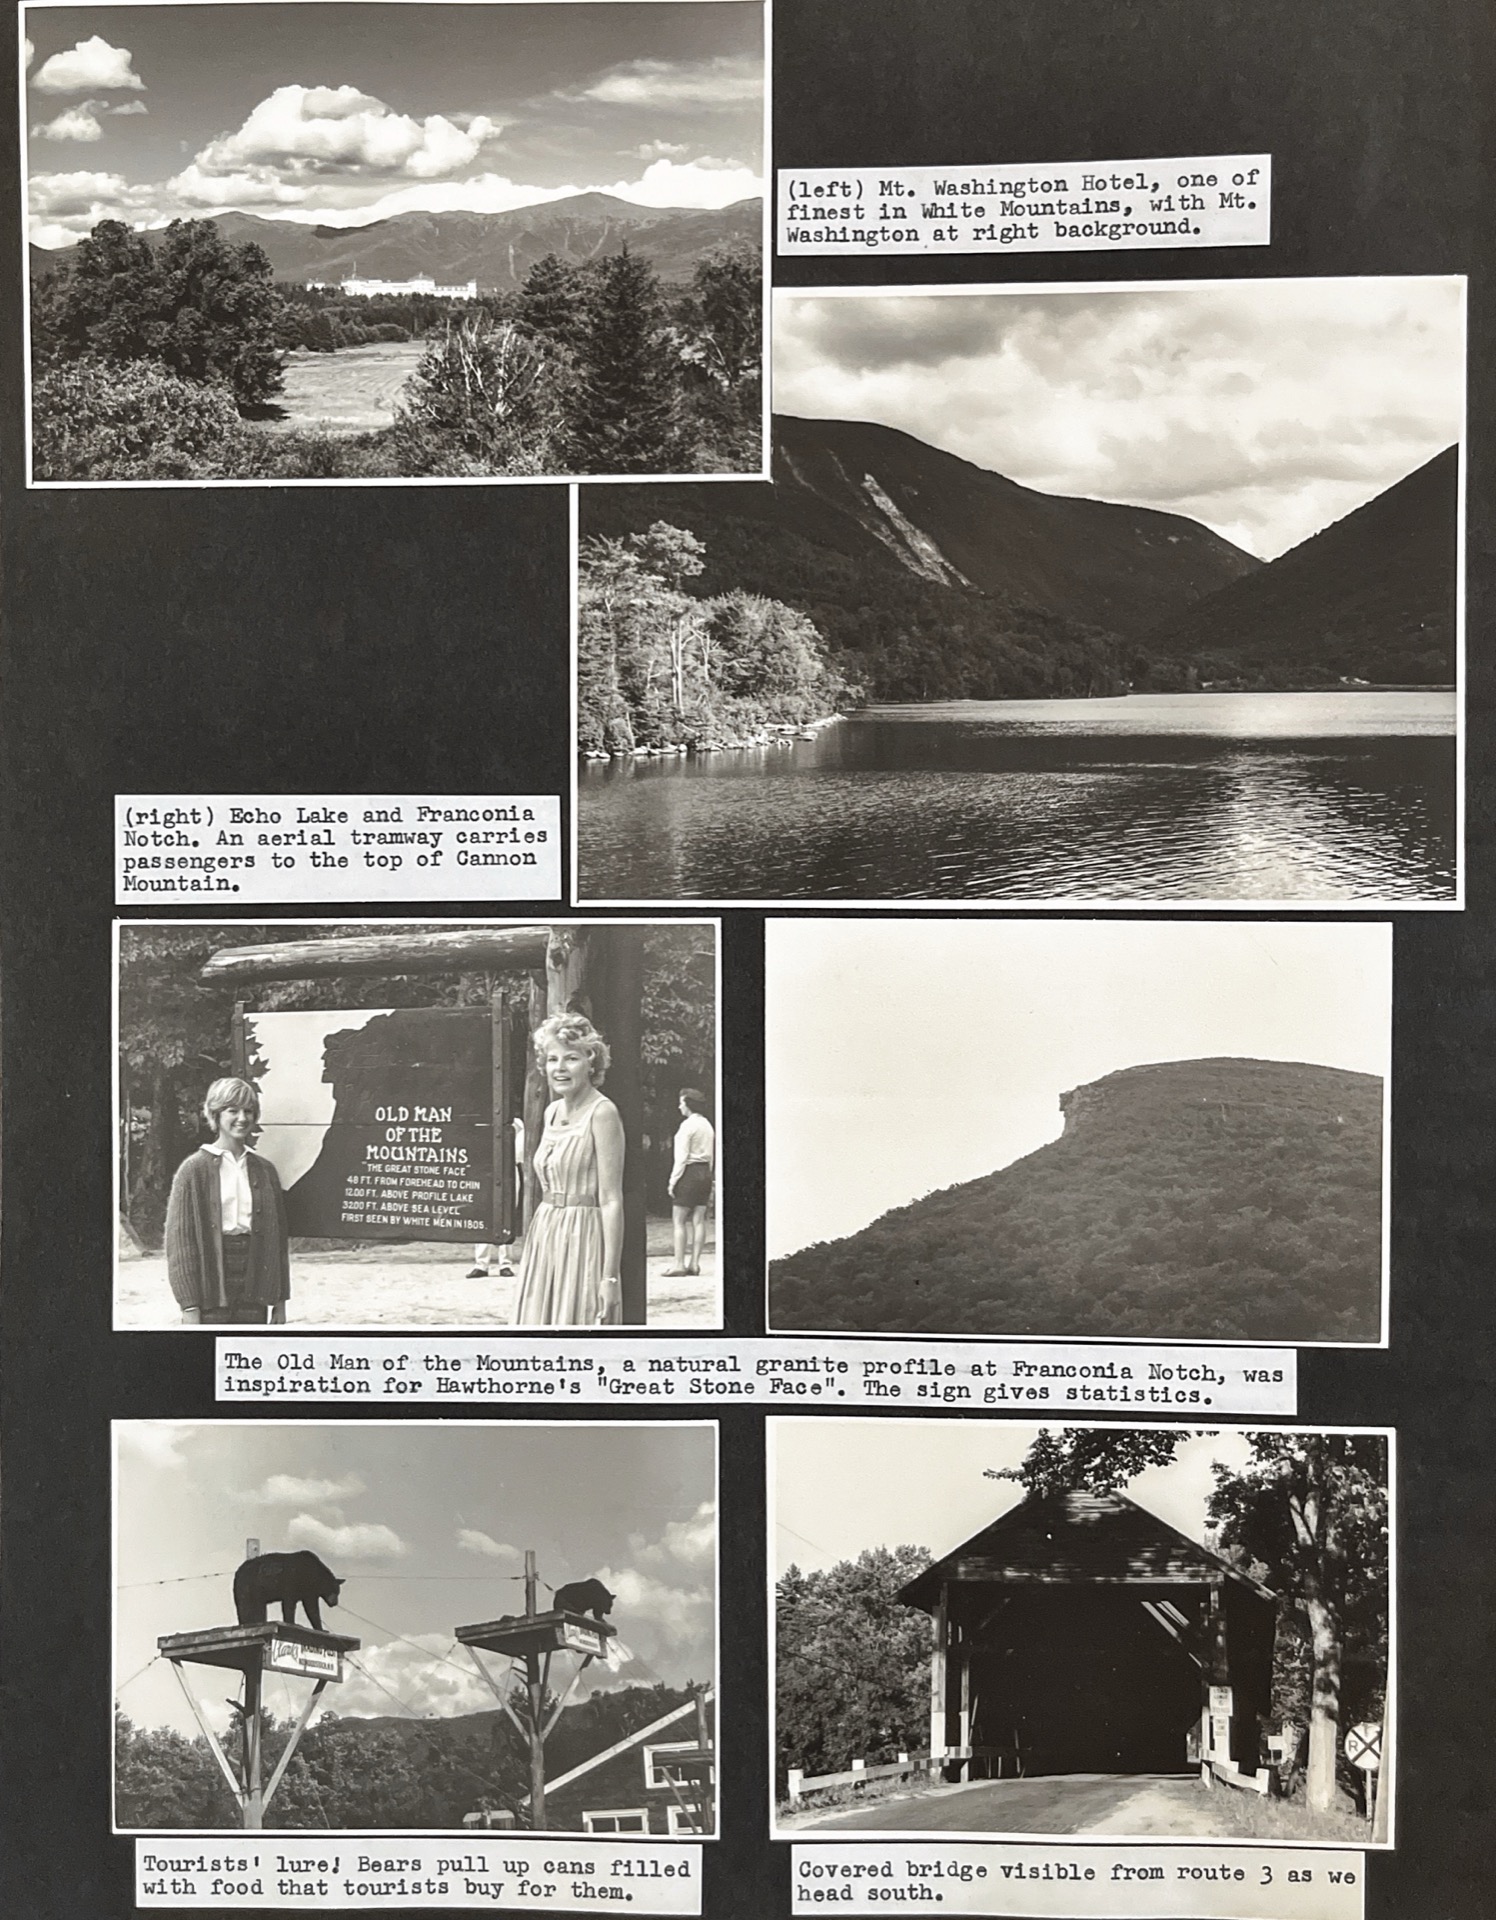 (left) Mt. Washington Hotel, one of
finest in White Mountains, with Mt.
Washington at right background.
(right) Echo Lake and Franconia
Notch. An aerial tramway carries
passengers to the top of Cannon
Mountain.
OLD MAN
OF THE
MOUNTAINS
"THE GREAT STONE FACE"
48 FT. FROM FOREHEAD TO CHIN
1200 FT. ABOVE PROFILE LAKE
3200 FT. ABOVE SEA LEVEL
FIRST SEEN BY WHITE MEN IN 1805.
The Old Man of the Mountains, a natural granite profile at Franconia Notch, was
inspiration for Hawthorne's "Great Stone Face". The sign gives statistics.
R
Tourists' lure! Bears pull up cans filled
with food that tourists buy for them.
Covered bridge visible from route 3 as we
head south.